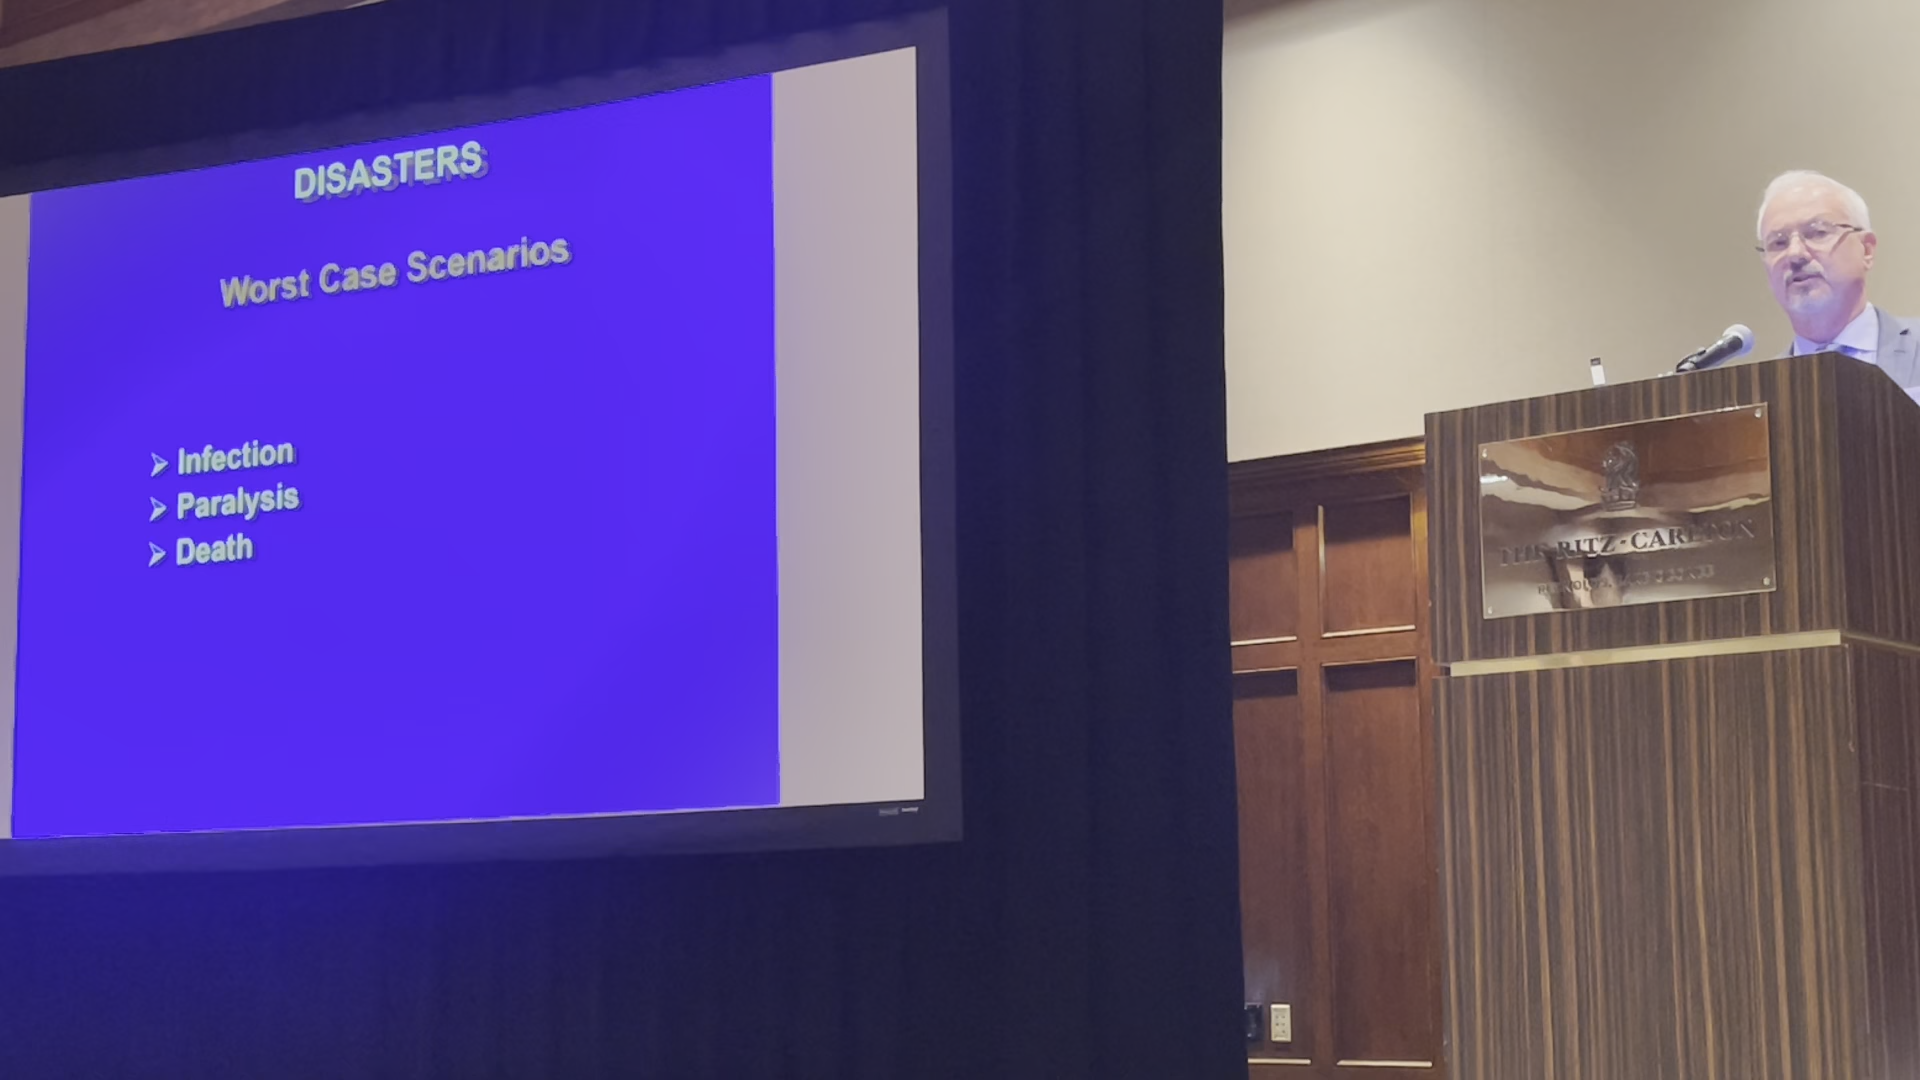 DISASTERS
Worst Case Scenarios
➢ Infection
➢ Paralysis
➢ Death
THE RITZ-CARLTON